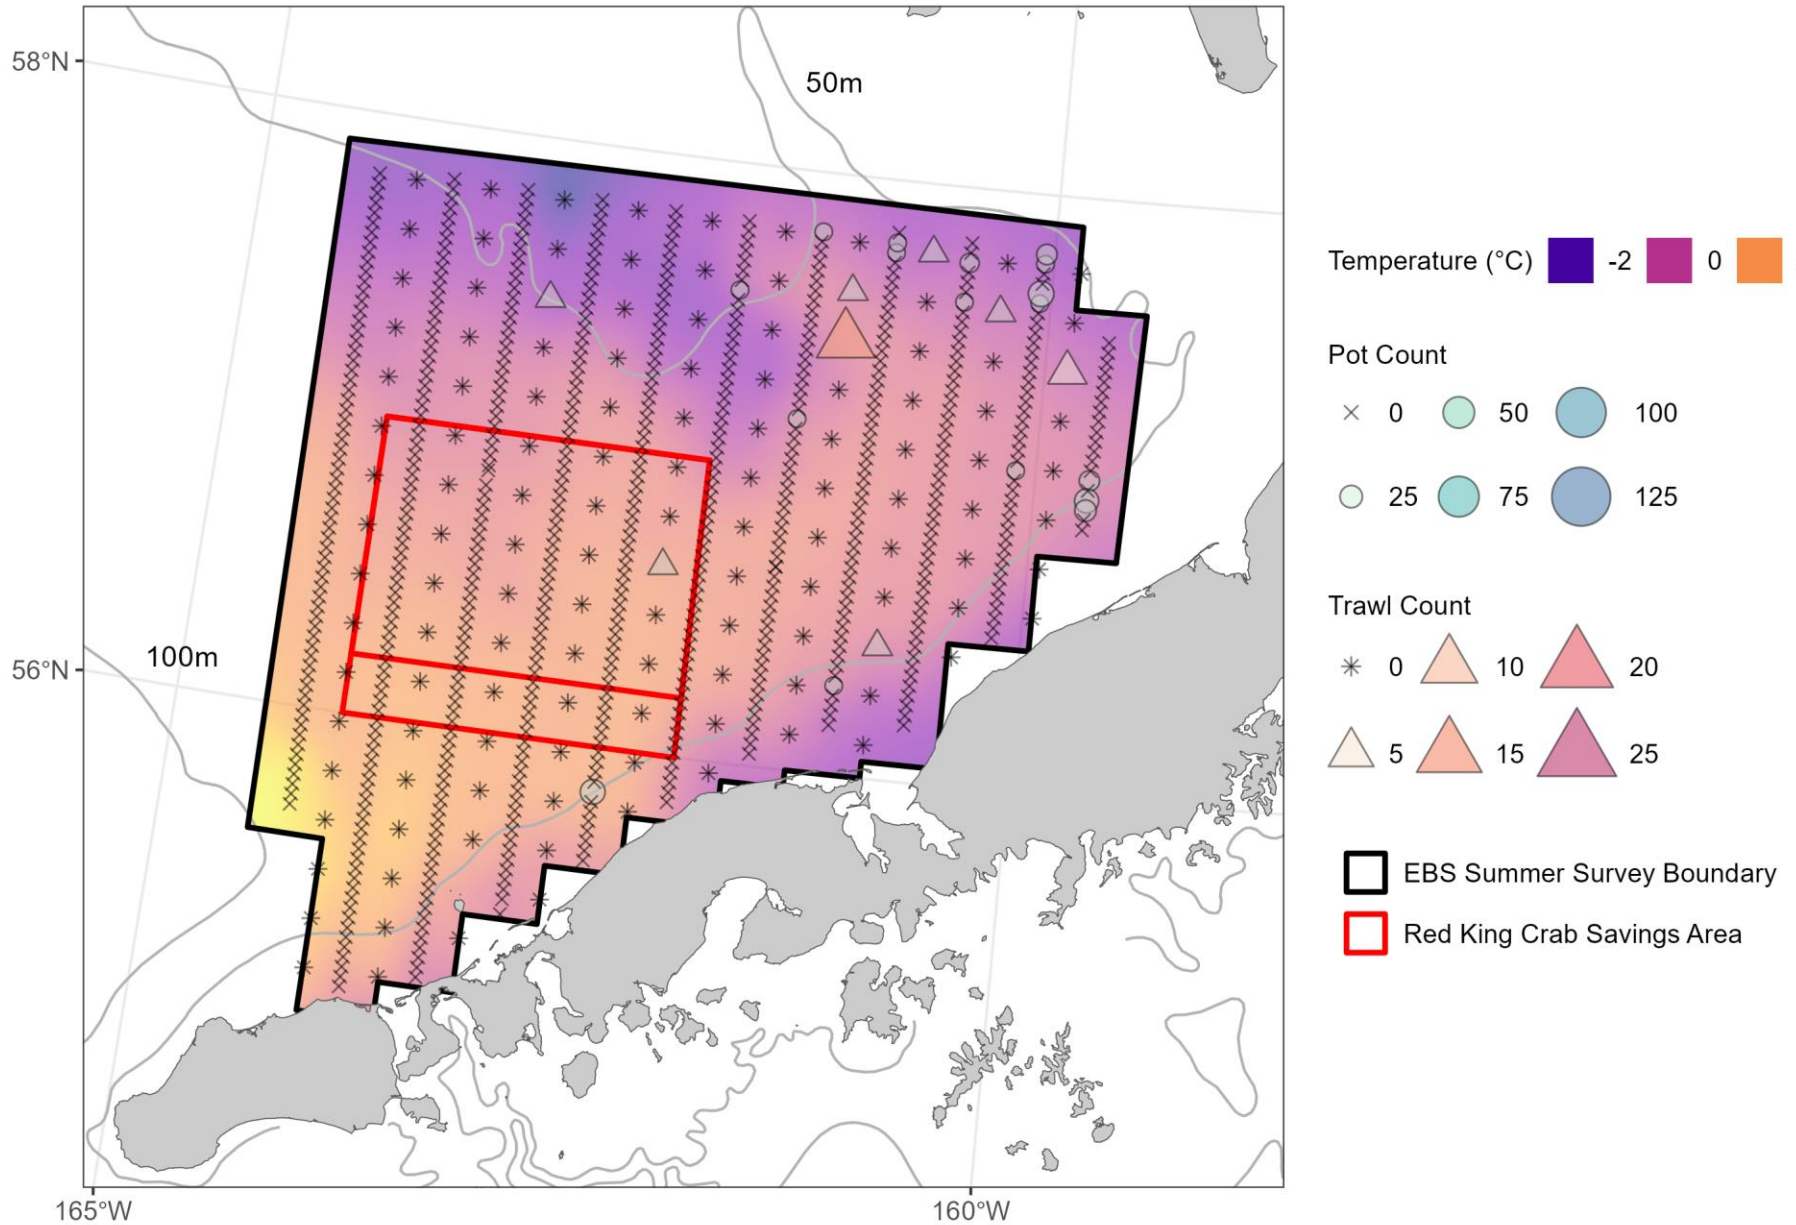 58°N
50m
56°N
100m
165°W
160°W
Temperature (°C) -2 0
Pot Count
0 50 100
25 75 125
Trawl Count
0 10 20
5 15 25
EBS Summer Survey Boundary
Red King Crab Savings Area